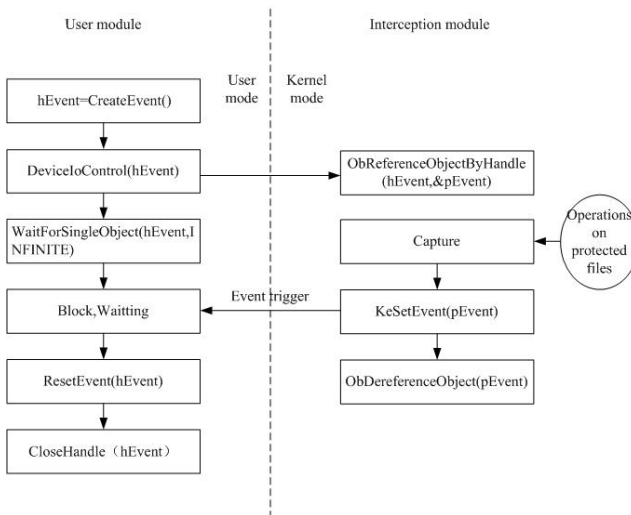 User module
Interception module
User
mode
Kernel
mode
hEvent=CreateEvent()
DeviceIoControl(hEvent)
WaitForSingleObject(hEvent,I
NFINITE)
Block,Waitting
ResetEvent(hEvent)
CloseHandle（hEvent）
Event trigger
ObReferenceObjectByHandle
(hEvent,&pEvent)
Capture
Operations
on
protected
files
KeSetEvent(pEvent)
ObDereferenceObject(pEvent)